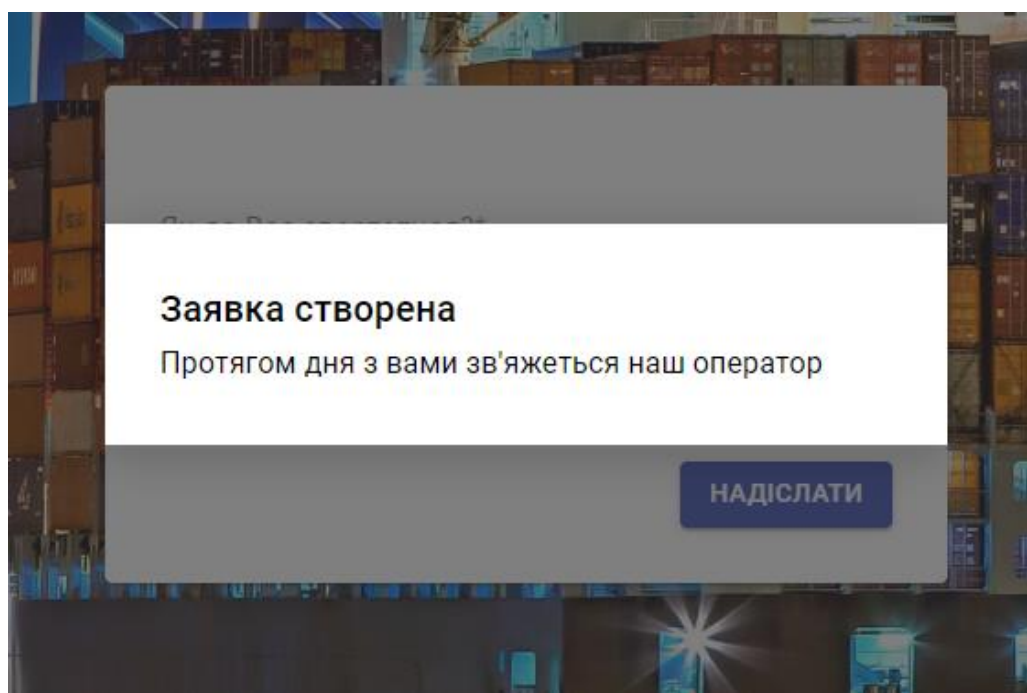 Заявка створена
Протягом дня з вами зв'яжеться наш оператор
НАДІСЛАТИ